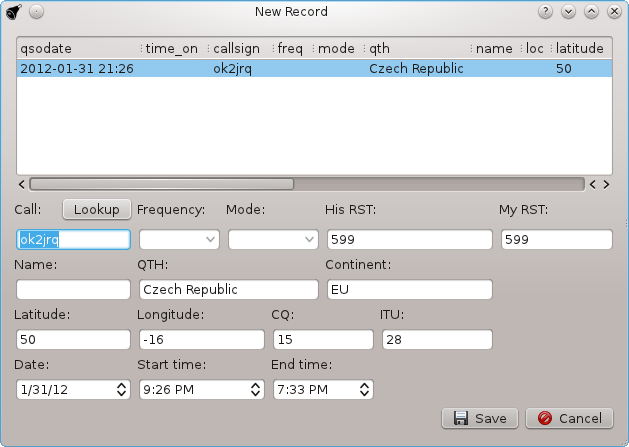 New Record
qsodate time_on callsign freq mode qth name loc latitude
2012-01-31 21:26 ok2jrq Czech Republic 50
Call: Lookup Frequency: Mode: His RST: My RST:
ok2jrq 599 599
Name: QTH: Continent:
Czech Republic EU
Latitude: Longitude: CQ: ITU:
50 -16 15 28
Date: Start time: End time:
1/31/12 9:26 PM 7:33 PM
Save Cancel